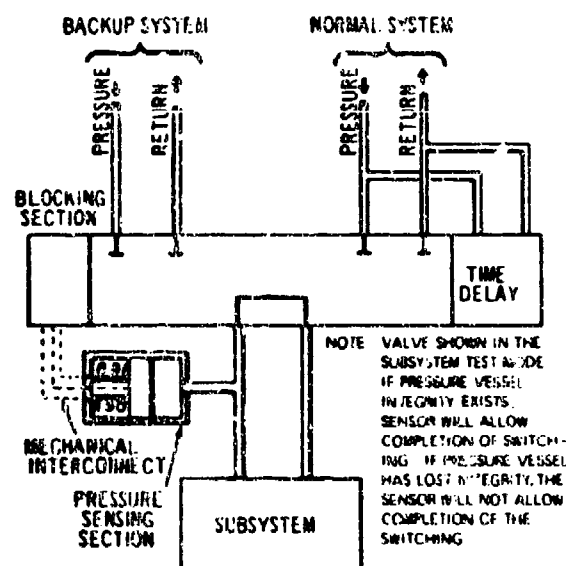 BACKUP SYSTEM
NORMAL SYSTEM
PRESSURE
RETURN
PRESSURE
RETURN
BLOCKING
SECTION
TIME
DELAY
MECHANICAL
INTERCONNECT
PRESSURE
SENSING
SECTION
SUBSYSTEM
NOTE VALVE SHOWN IN THE
SUBSYSTEM TEST MODE
IF PRESSURE VESSEL
INTEGRITY EXISTS,
SENSOR WILL ALLOW
COMPLETION OF SWITCH-
ING IF PRESSURE VESSEL
HAS LOST INTEGRITY, THE
SENSOR WILL NOT ALLOW
COMPLETION OF THE
SWITCHING